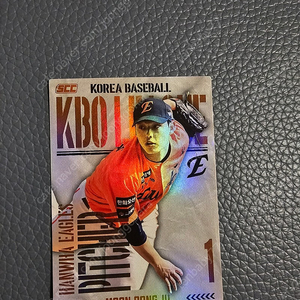 SCC
KOREA BASEBALL
KBO LEAGUE
E
HANWHA EAGLES
PITCHER
1
MOON DONG JU